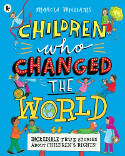 MARCIA WILLIAMS
CHILDREN
who
CHANGED
THE
WORLD
INCREDIBLE TRUE STORIES
ABOUT CHILDREN'S RIGHTS!